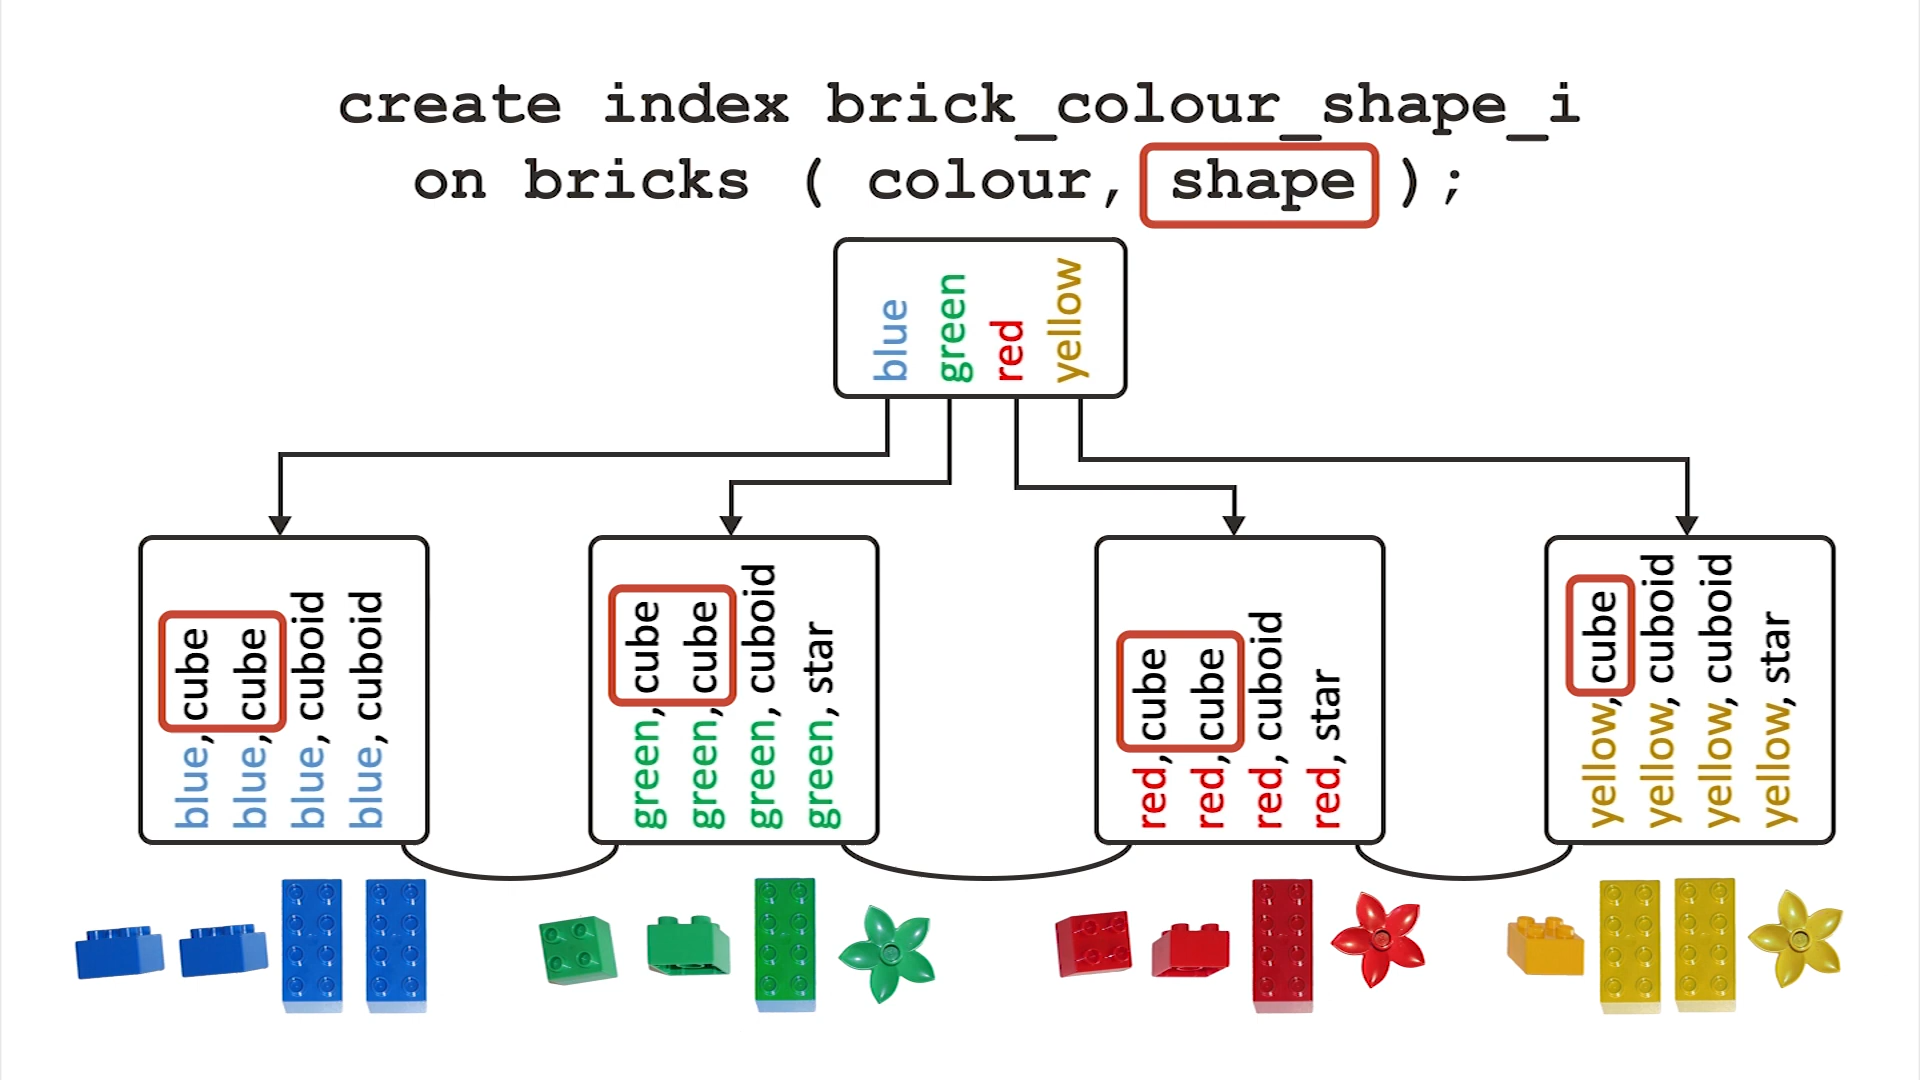 create index brick_colour_shape_i
on bricks ( colour, shape );
blue
green
red
yellow
blue, cube
blue, cube
blue, cuboid
blue, cuboid
green, cube
green, cube
green, cuboid
green, star
red, cube
red, cube
red, cuboid
red, star
yellow, cube
yellow, cuboid
yellow, cuboid
yellow, star